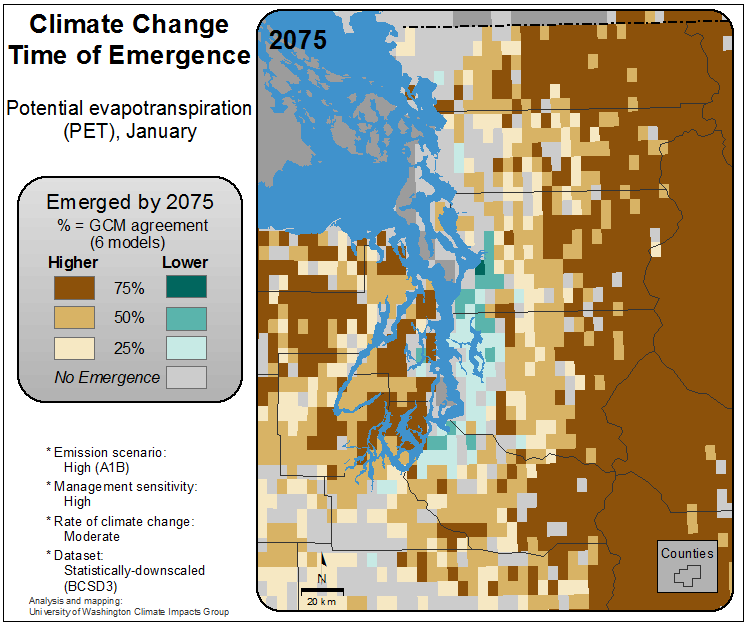 Climate Change
Time of Emergence
Potential evapotranspiration
(PET), January
Emerged by 2075
% = GCM agreement
(6 models)
Higher Lower
75%
50%
25%
No Emergence
* Emission scenario:
High (A1B)
* Management sensitivity:
High
* Rate of climate change:
Moderate
* Dataset:
Statistically-downscaled
(BCSD3)
Analysis and mapping:
University of Washington Climate Impacts Group
2075
N
20 km
Counties